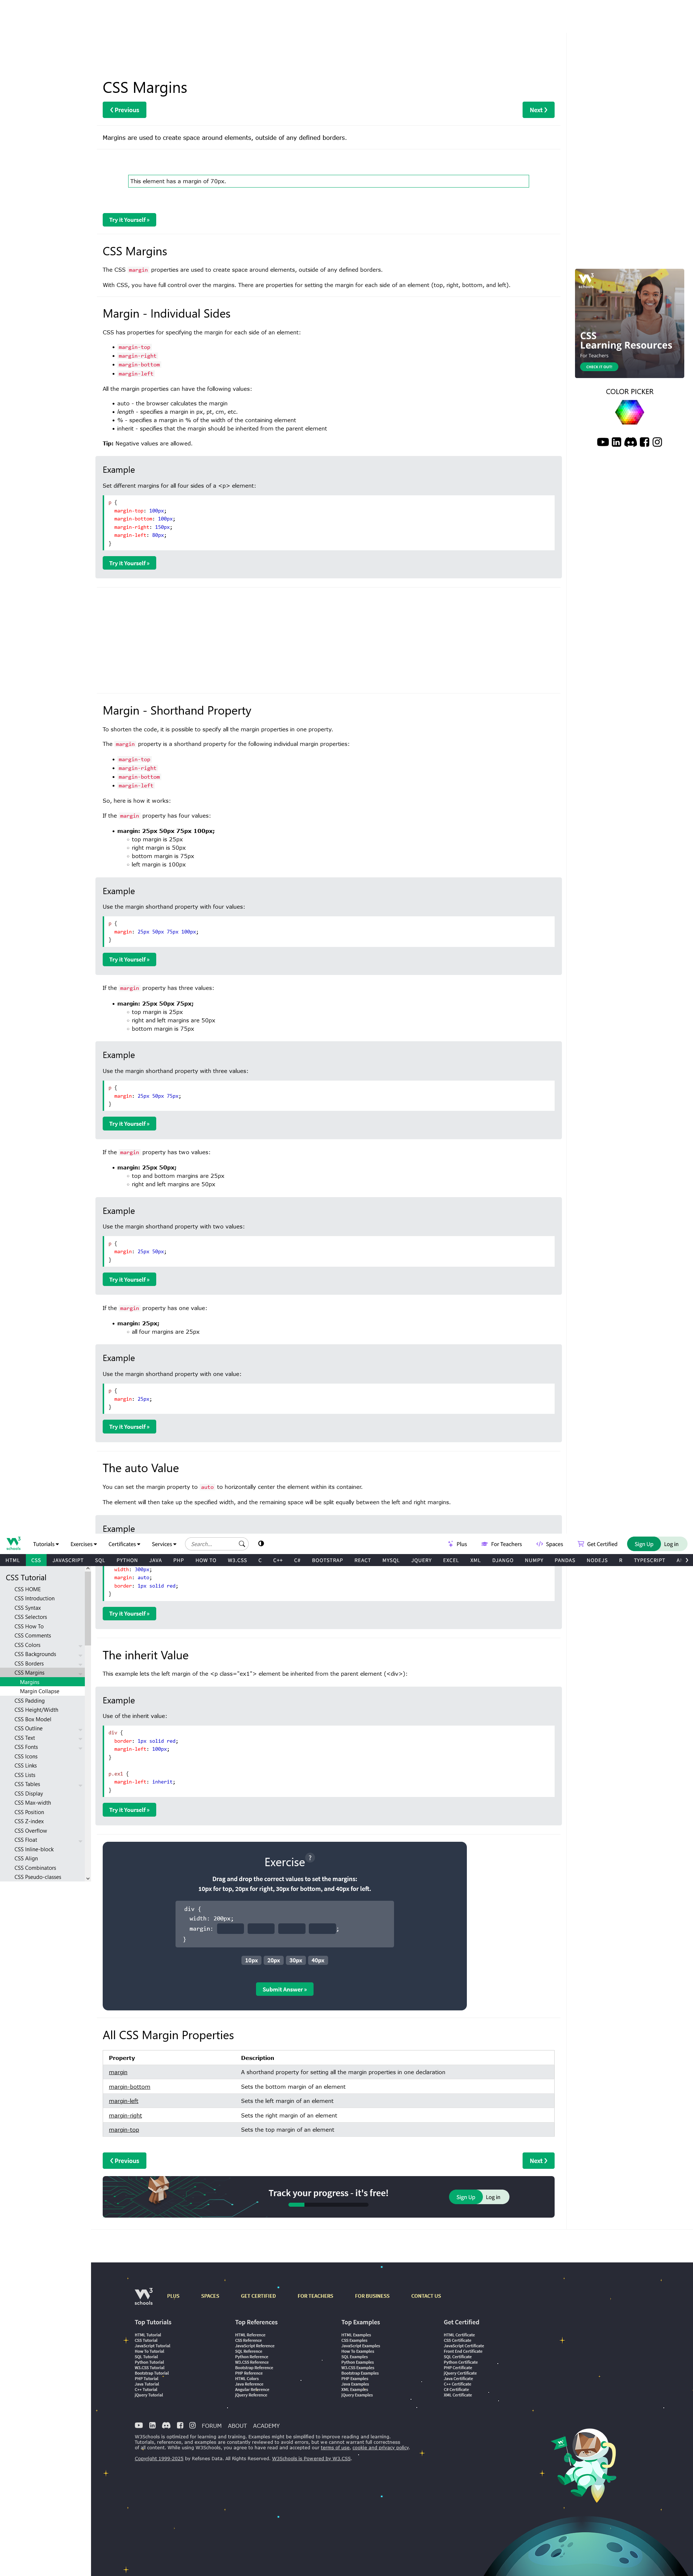 CSS Margins
❮ Previous
Next ❯
Margins are used to create space around elements, outside of any defined borders.
This element has a margin of 70px.
Try it Yourself »
CSS Margins
The CSS margin properties are used to create space around elements, outside of any defined borders.
With CSS, you have full control over the margins. There are properties for setting the margin for each side of an element (top, right, bottom, and left).
Margin - Individual Sides
CSS has properties for specifying the margin for each side of an element:
margin-top
margin-right
margin-bottom
margin-left
All the margin properties can have the following values:
auto - the browser calculates the margin
length - specifies a margin in px, pt, cm, etc.
% - specifies a margin in % of the width of the containing element
inherit - specifies that the margin should be inherited from the parent element
Tip: Negative values are allowed.
Example
Set different margins for all four sides of a <p> element:
p {
margin-top: 100px;
margin-bottom: 100px;
margin-right: 150px;
margin-left: 80px;
}
Try it Yourself »
schools
CSS
Learning Resources
For Teachers
CHECK IT OUT!
COLOR PICKER
Margin - Shorthand Property
To shorten the code, it is possible to specify all the margin properties in one property.
The margin property is a shorthand property for the following individual margin properties:
margin-top
margin-right
margin-bottom
margin-left
So, here is how it works:
If the margin property has four values:
margin: 25px 50px 75px 100px;
top margin is 25px
right margin is 50px
bottom margin is 75px
left margin is 100px
Example
Use the margin shorthand property with four values:
p {
margin: 25px 50px 75px 100px;
}
Try it Yourself »
If the margin property has three values:
margin: 25px 50px 75px;
top margin is 25px
right and left margins are 50px
bottom margin is 75px
Example
Use the margin shorthand property with three values:
p {
margin: 25px 50px 75px;
}
Try it Yourself »
If the margin property has two values:
margin: 25px 50px;
top and bottom margins are 25px
right and left margins are 50px
Example
Use the margin shorthand property with two values:
p {
margin: 25px 50px;
}
Try it Yourself »
If the margin property has one value:
margin: 25px;
all four margins are 25px
Example
Use the margin shorthand property with one value:
p {
margin: 25px;
}
Try it Yourself »
The auto Value
You can set the margin property to auto to horizontally center the element within its container.
The element will then take up the specified width, and the remaining space will be split equally between the left and right margins.
Example
W3 schools Tutorials Exercises Certificates Services Search... Plus For Teachers Spaces Get Certified Sign Up Log in
HTML CSS JAVASCRIPT SQL PYTHON JAVA PHP HOW TO W3.CSS C C++ C# BOOTSTRAP REACT MYSQL JQUERY EXCEL XML DJANGO NUMPY PANDAS NODEJS R TYPESCRIPT
CSS Tutorial
CSS HOME
CSS Introduction
CSS Syntax
CSS Selectors
CSS How To
CSS Comments
CSS Colors
CSS Backgrounds
CSS Borders
CSS Margins
Margins
Margin Collapse
CSS Padding
CSS Height/Width
CSS Box Model
CSS Outline
CSS Text
CSS Fonts
CSS Icons
CSS Links
CSS Lists
CSS Tables
CSS Display
CSS Max-width
CSS Position
CSS Z-index
CSS Overflow
CSS Float
CSS Inline-block
CSS Align
CSS Combinators
CSS Pseudo-classes
width: 300px;
margin: auto;
border: 1px solid red;
}
Try it Yourself »
The inherit Value
This example lets the left margin of the <p class="ex1"> element be inherited from the parent element (<div>):
Example
Use of the inherit value:
div {
border: 1px solid red;
margin-left: 100px;
}
p.ex1 {
margin-left: inherit;
}
Try it Yourself »
Exercise ?
Drag and drop the correct values to set the margins:
10px for top, 20px for right, 30px for bottom, and 40px for left.
div {
width: 200px;
margin: ;
}
10px 20px 30px 40px
Submit Answer »
All CSS Margin Properties
Property Description
margin A shorthand property for setting all the margin properties in one declaration
margin-bottom Sets the bottom margin of an element
margin-left Sets the left margin of an element
margin-right Sets the right margin of an element
margin-top Sets the top margin of an element
❮ Previous
Next ❯
Track your progress - it's free!
Sign Up Log in
W3 schools PLUS SPACES GET CERTIFIED FOR TEACHERS FOR BUSINESS CONTACT US
Top Tutorials
HTML Tutorial
CSS Tutorial
JavaScript Tutorial
How To Tutorial
SQL Tutorial
Python Tutorial
W3.CSS Tutorial
Bootstrap Tutorial
PHP Tutorial
Java Tutorial
C++ Tutorial
jQuery Tutorial
Top References
HTML Reference
CSS Reference
JavaScript Reference
SQL Reference
Python Reference
W3.CSS Reference
Bootstrap Reference
PHP Reference
HTML Colors
Java Reference
Angular Reference
jQuery Reference
Top Examples
HTML Examples
CSS Examples
JavaScript Examples
How To Examples
SQL Examples
Python Examples
W3.CSS Examples
Bootstrap Examples
PHP Examples
Java Examples
XML Examples
jQuery Examples
Get Certified
HTML Certificate
CSS Certificate
JavaScript Certificate
Front End Certificate
SQL Certificate
Python Certificate
PHP Certificate
jQuery Certificate
Java Certificate
C++ Certificate
C# Certificate
XML Certificate
FORUM ABOUT ACADEMY
W3Schools is optimized for learning and training. Examples might be simplified to improve reading and learning.
Tutorials, references, and examples are constantly reviewed to avoid errors, but we cannot warrant full correctness
of all content. While using W3Schools, you agree to have read and accepted our terms of use, cookie and privacy policy.
Copyright 1999-2025 by Refsnes Data. All Rights Reserved. W3Schools is Powered by W3.CSS.